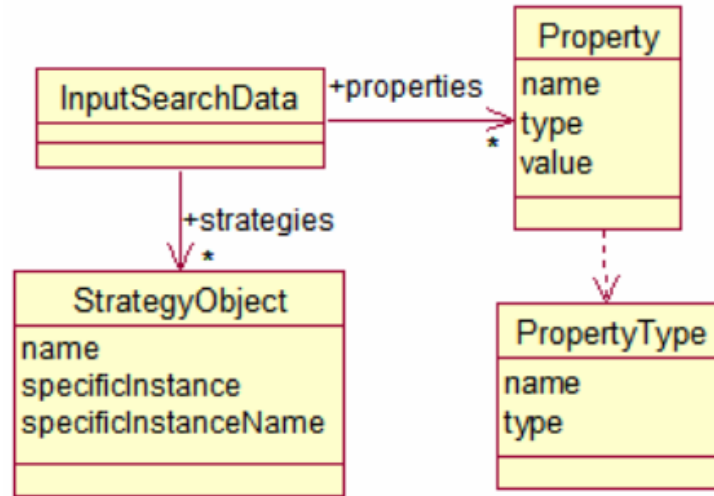 InputSearchData
+properties
*
Property
name
type
value
+strategies
*
StrategyObject
name
specificInstance
specificInstanceName
PropertyType
name
type